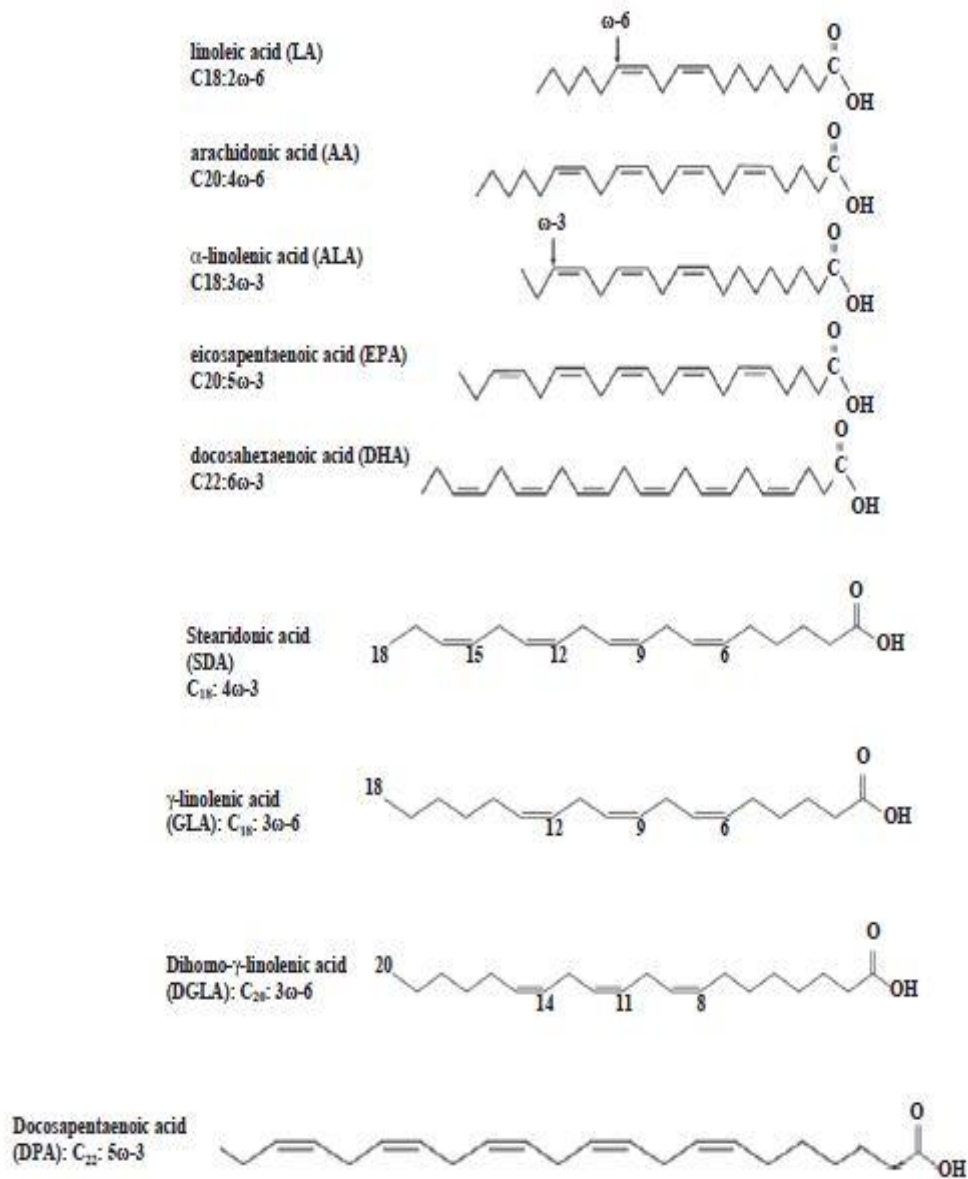 ω-6
linoleic acid (LA)
C18:2ω-6
O
C
OH
arachidonic acid (AA)
C20:4ω-6
O
C
OH
ω-3
α-linolenic acid (ALA)
C18:3ω-3
O
C
OH
eicosapentaenoic acid (EPA)
C20:5ω-3
O
C
OH
docosahexaenoic acid (DHA)
C22:6ω-3
O
C
OH
Stearidonic acid
(SDA)
C₁₈: 4ω-3
18 15 12 9 6
O
OH
γ-linolenic acid
(GLA): C₁₈: 3ω-6
18
12 9 6
O
OH
Dihomo-γ-linolenic acid
(DGLA): C₂₀: 3ω-6
20
14 11 8
O
OH
Docosapentaenoic acid
(DPA): C₂₂: 5ω-3
O
OH